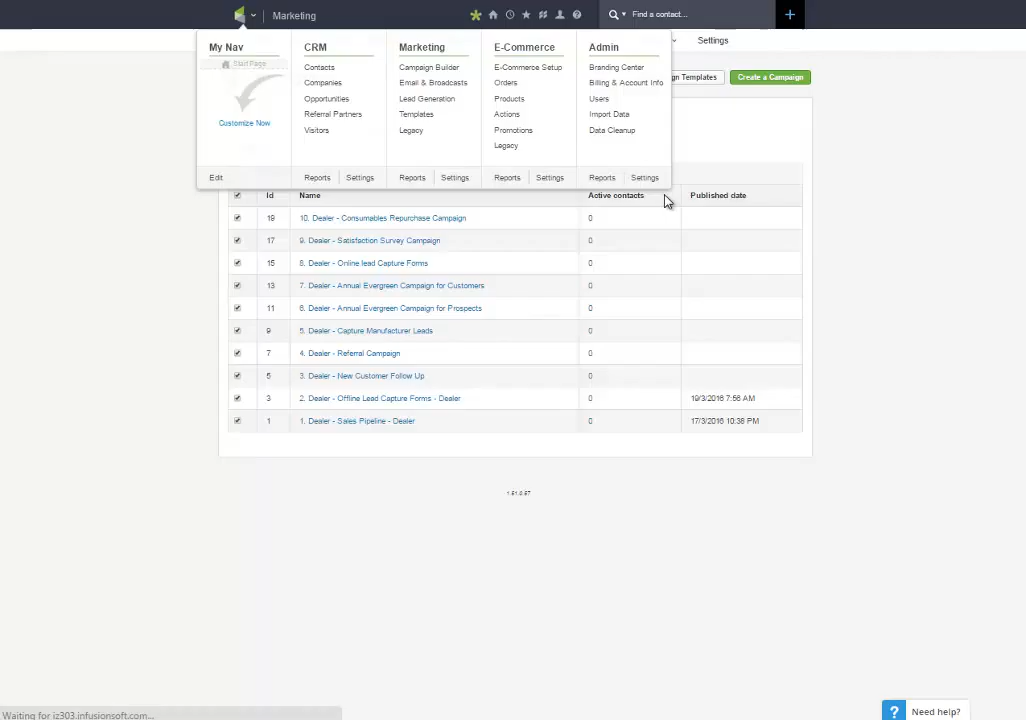 Marketing
Find a contact...
+
My Nav
CRM
Marketing
E-Commerce
Admin
Settings
Start Page
Contacts
Campaign Builder
E-Commerce Setup
Branding Center
gn Templates
Create a Campaign
Companies
Email & Broadcasts
Orders
Billing & Account Info
Opportunities
Lead Generation
Products
Users
Referral Partners
Templates
Actions
Import Data
Customize Now
Visitors
Legacy
Promotions
Data Cleanup
Legacy
Edit
Reports
Settings
Reports
Settings
Reports
Settings
Reports
Settings
Id
Name
Active contacts
Published date
19 10. Dealer - Consumables Repurchase Campaign 0
17 9. Dealer - Satisfaction Survey Campaign 0
15 8. Dealer - Online lead Capture Forms 0
13 7. Dealer - Annual Evergreen Campaign for Customers 0
11 6. Dealer - Annual Evergreen Campaign for Prospects 0
9 5. Dealer - Capture Manufacturer Leads 0
7 4. Dealer - Referral Campaign 0
5 3. Dealer - New Customer Follow Up 0
3 2. Dealer - Offline Lead Capture Forms - Dealer 0 19/3/2016 7:56 AM
1 1. Dealer - Sales Pipeline - Dealer 0 17/3/2016 10:38 PM
Waiting for iz303.infusionsoft.com...
? Need help?